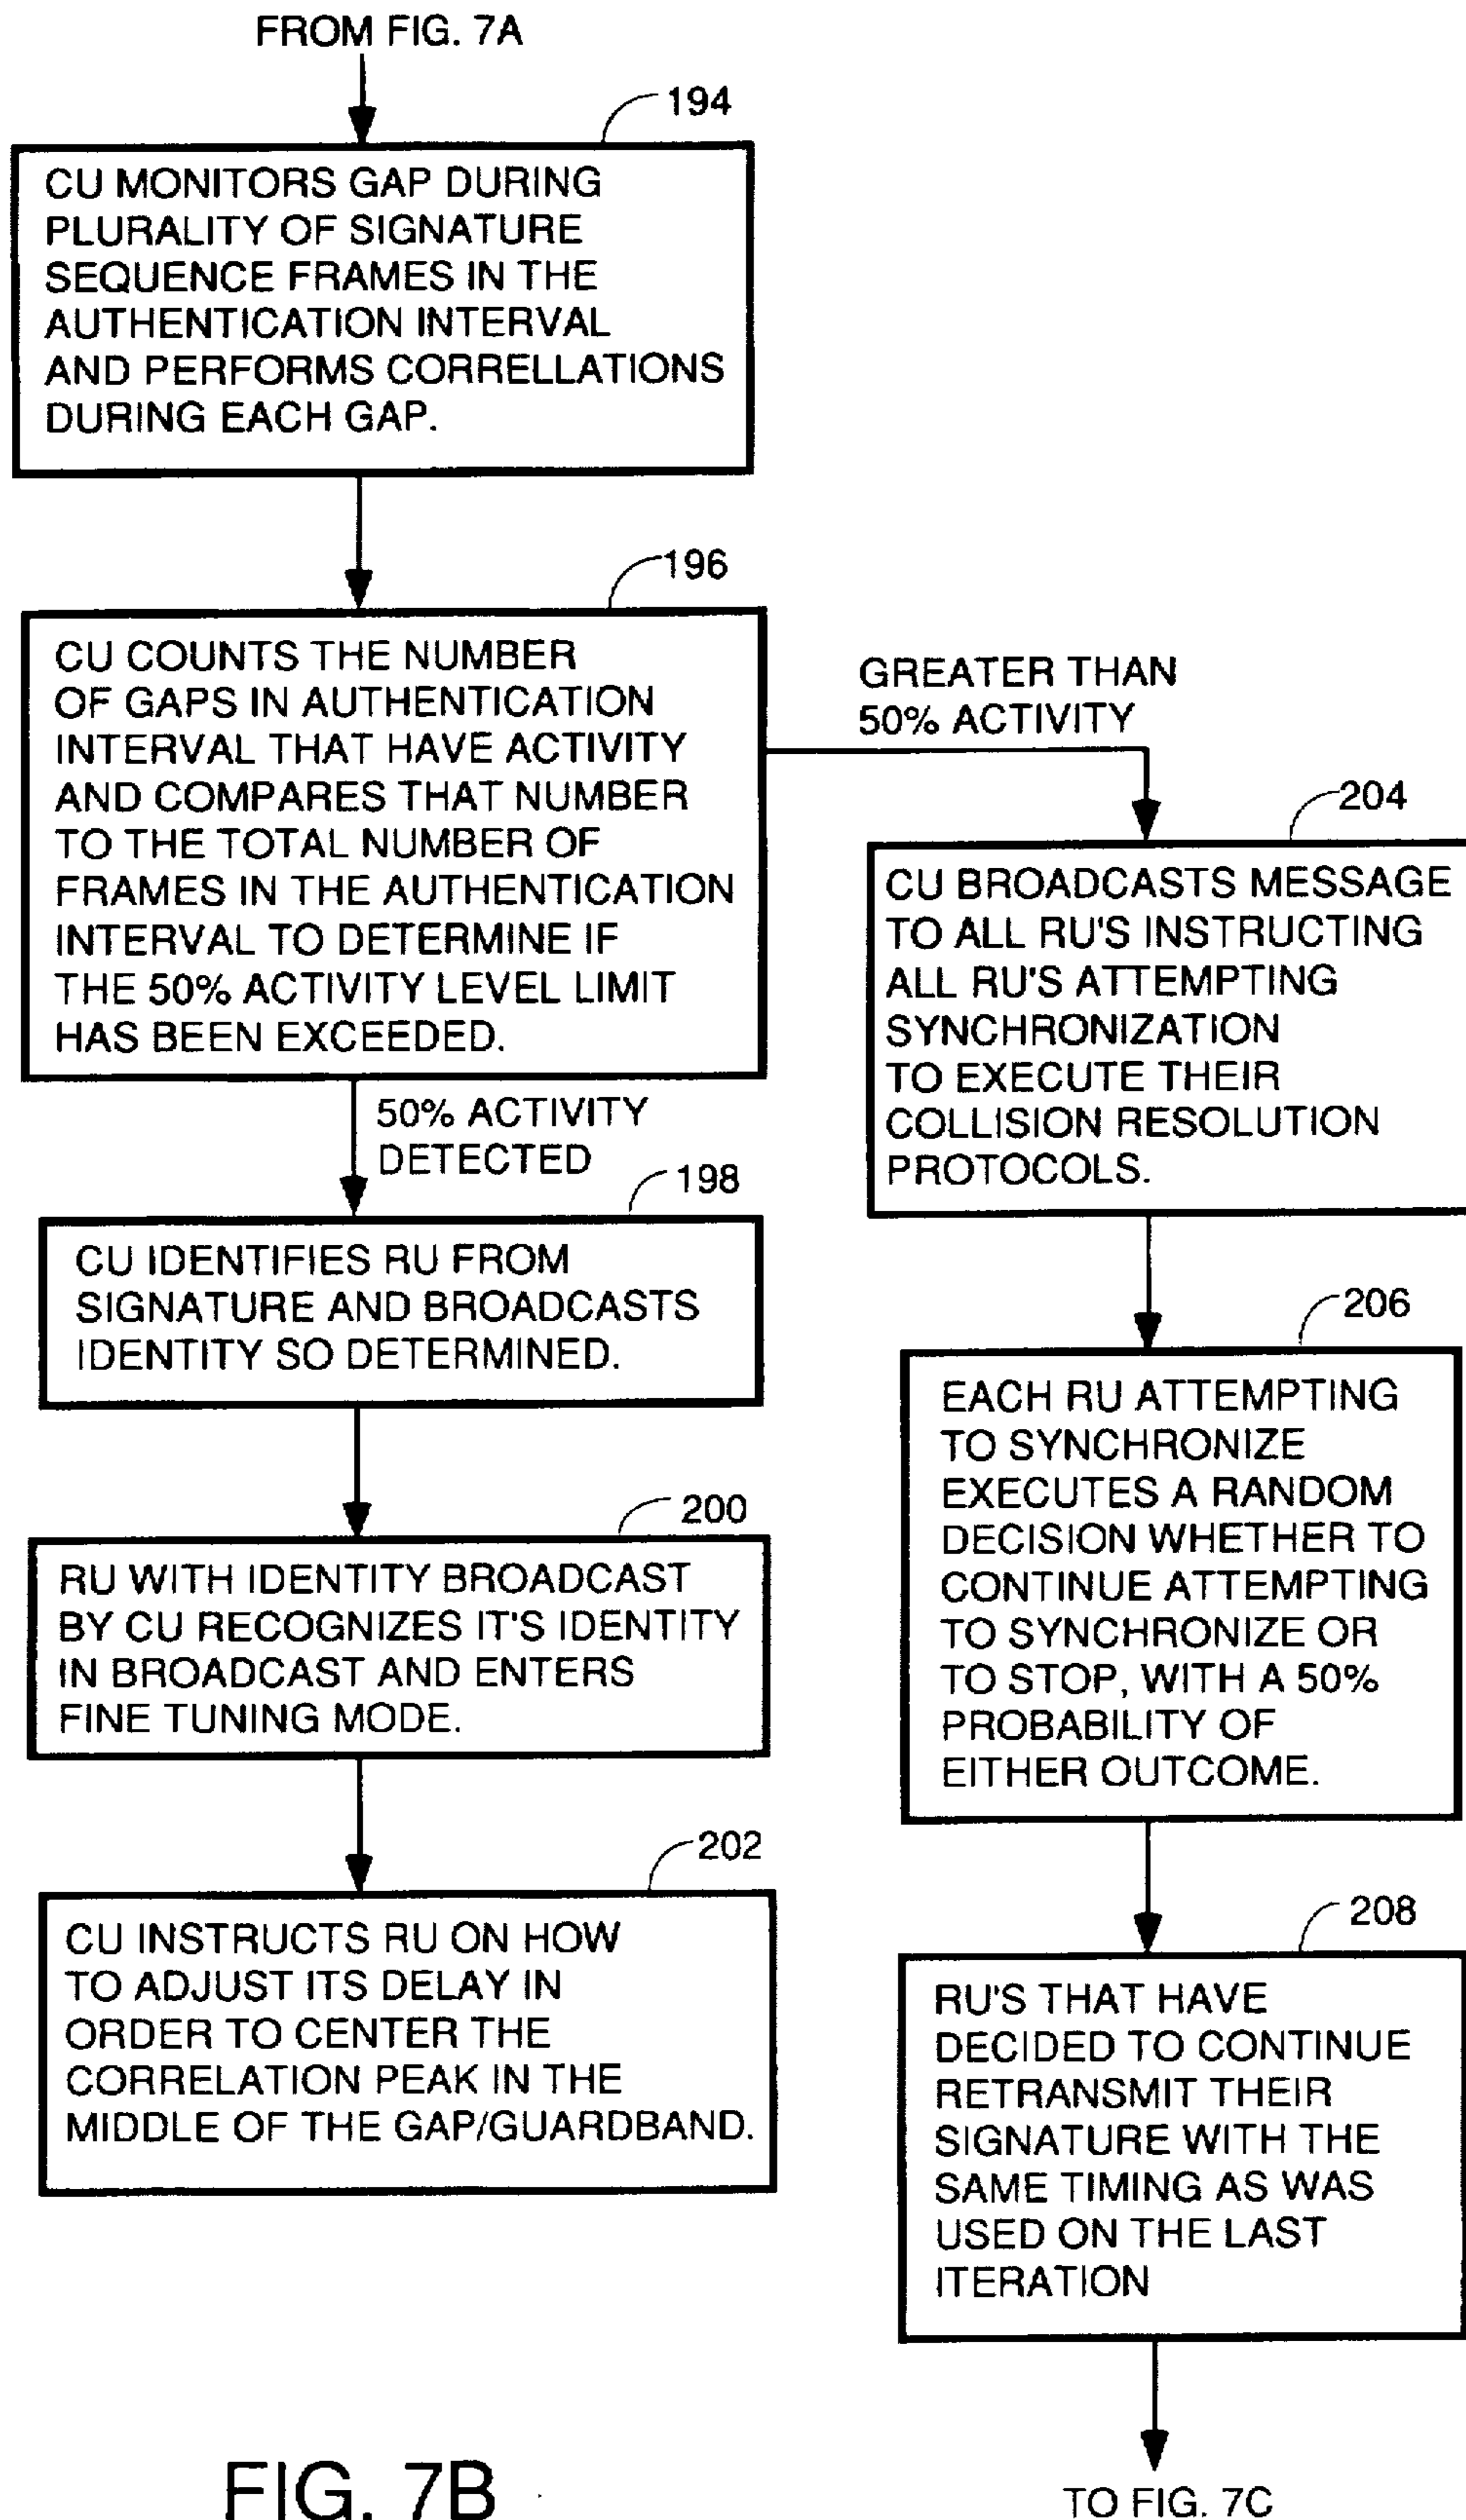 FROM FIG. 7A
194
CU MONITORS GAP DURING
PLURALITY OF SIGNATURE
SEQUENCE FRAMES IN THE
AUTHENTICATION INTERVAL
AND PERFORMS CORRELLATIONS
DURING EACH GAP.
196
CU COUNTS THE NUMBER
OF GAPS IN AUTHENTICATION
INTERVAL THAT HAVE ACTIVITY
AND COMPARES THAT NUMBER
TO THE TOTAL NUMBER OF
FRAMES IN THE AUTHENTICATION
INTERVAL TO DETERMINE IF
THE 50% ACTIVITY LEVEL LIMIT
HAS BEEN EXCEEDED.
50% ACTIVITY
DETECTED
198
CU IDENTIFIES RU FROM
SIGNATURE AND BROADCASTS
IDENTITY SO DETERMINED.
200
RU WITH IDENTITY BROADCAST
BY CU RECOGNIZES IT'S IDENTITY
IN BROADCAST AND ENTERS
FINE TUNING MODE.
202
CU INSTRUCTS RU ON HOW
TO ADJUST ITS DELAY IN
ORDER TO CENTER THE
CORRELATION PEAK IN THE
MIDDLE OF THE GAP/GUARDBAND.
GREATER THAN
50% ACTIVITY
204
CU BROADCASTS MESSAGE
TO ALL RU'S INSTRUCTING
ALL RU'S ATTEMPTING
SYNCHRONIZATION
TO EXECUTE THEIR
COLLISION RESOLUTION
PROTOCOLS.
206
EACH RU ATTEMPTING
TO SYNCHRONIZE
EXECUTES A RANDOM
DECISION WHETHER TO
CONTINUE ATTEMPTING
TO SYNCHRONIZE OR
TO STOP, WITH A 50%
PROBABILITY OF
EITHER OUTCOME.
208
RU'S THAT HAVE
DECIDED TO CONTINUE
RETRANSMIT THEIR
SIGNATURE WITH THE
SAME TIMING AS WAS
USED ON THE LAST
ITERATION
TO FIG. 7C
FIG. 7B